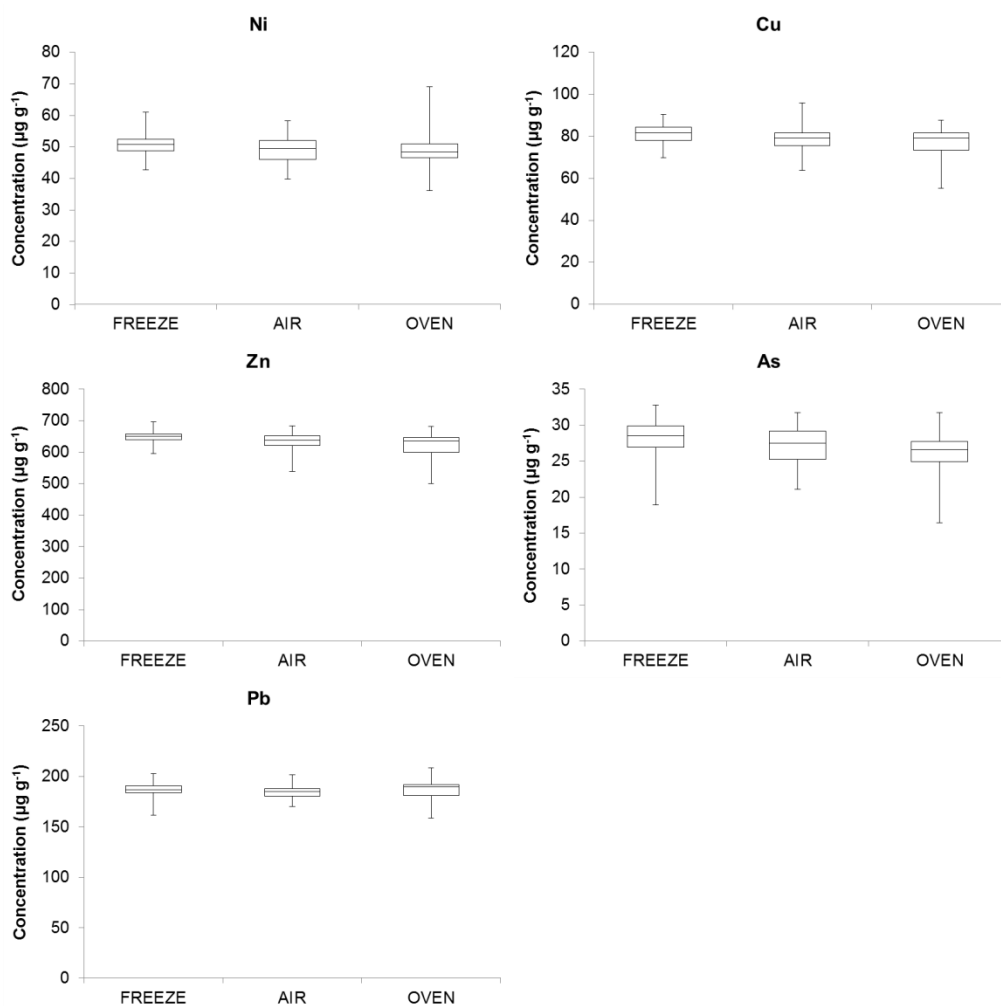 Ni
Concentration (µg g⁻¹)
80
70
60
50
40
30
20
10
0
FREEZE AIR OVEN
Cu
Concentration (µg g⁻¹)
120
100
80
60
40
20
0
FREEZE AIR OVEN
Zn
Concentration (µg g⁻¹)
800
700
600
500
400
300
200
100
0
FREEZE AIR OVEN
As
Concentration (µg g⁻¹)
35
30
25
20
15
10
5
0
FREEZE AIR OVEN
Pb
Concentration (µg g⁻¹)
250
200
150
100
50
0
FREEZE AIR OVEN